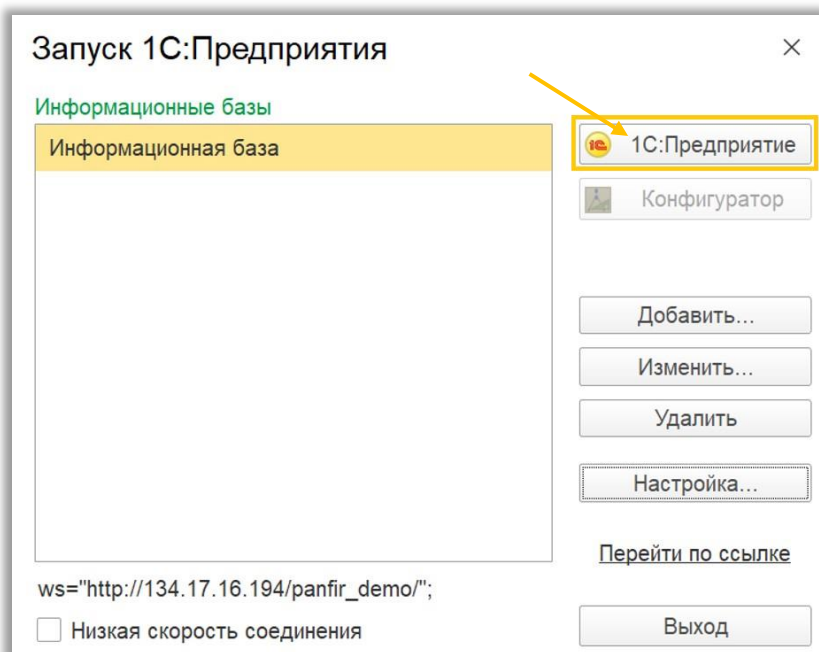 Запуск 1С:Предприятия
Информационные базы
Информационная база
1С:Предприятие
Конфигуратор
Добавить...
Изменить...
Удалить
Настройка...
Перейти по ссылке
ws="http://134.17.16.194/panfir_demo/";
Низкая скорость соединения
Выход